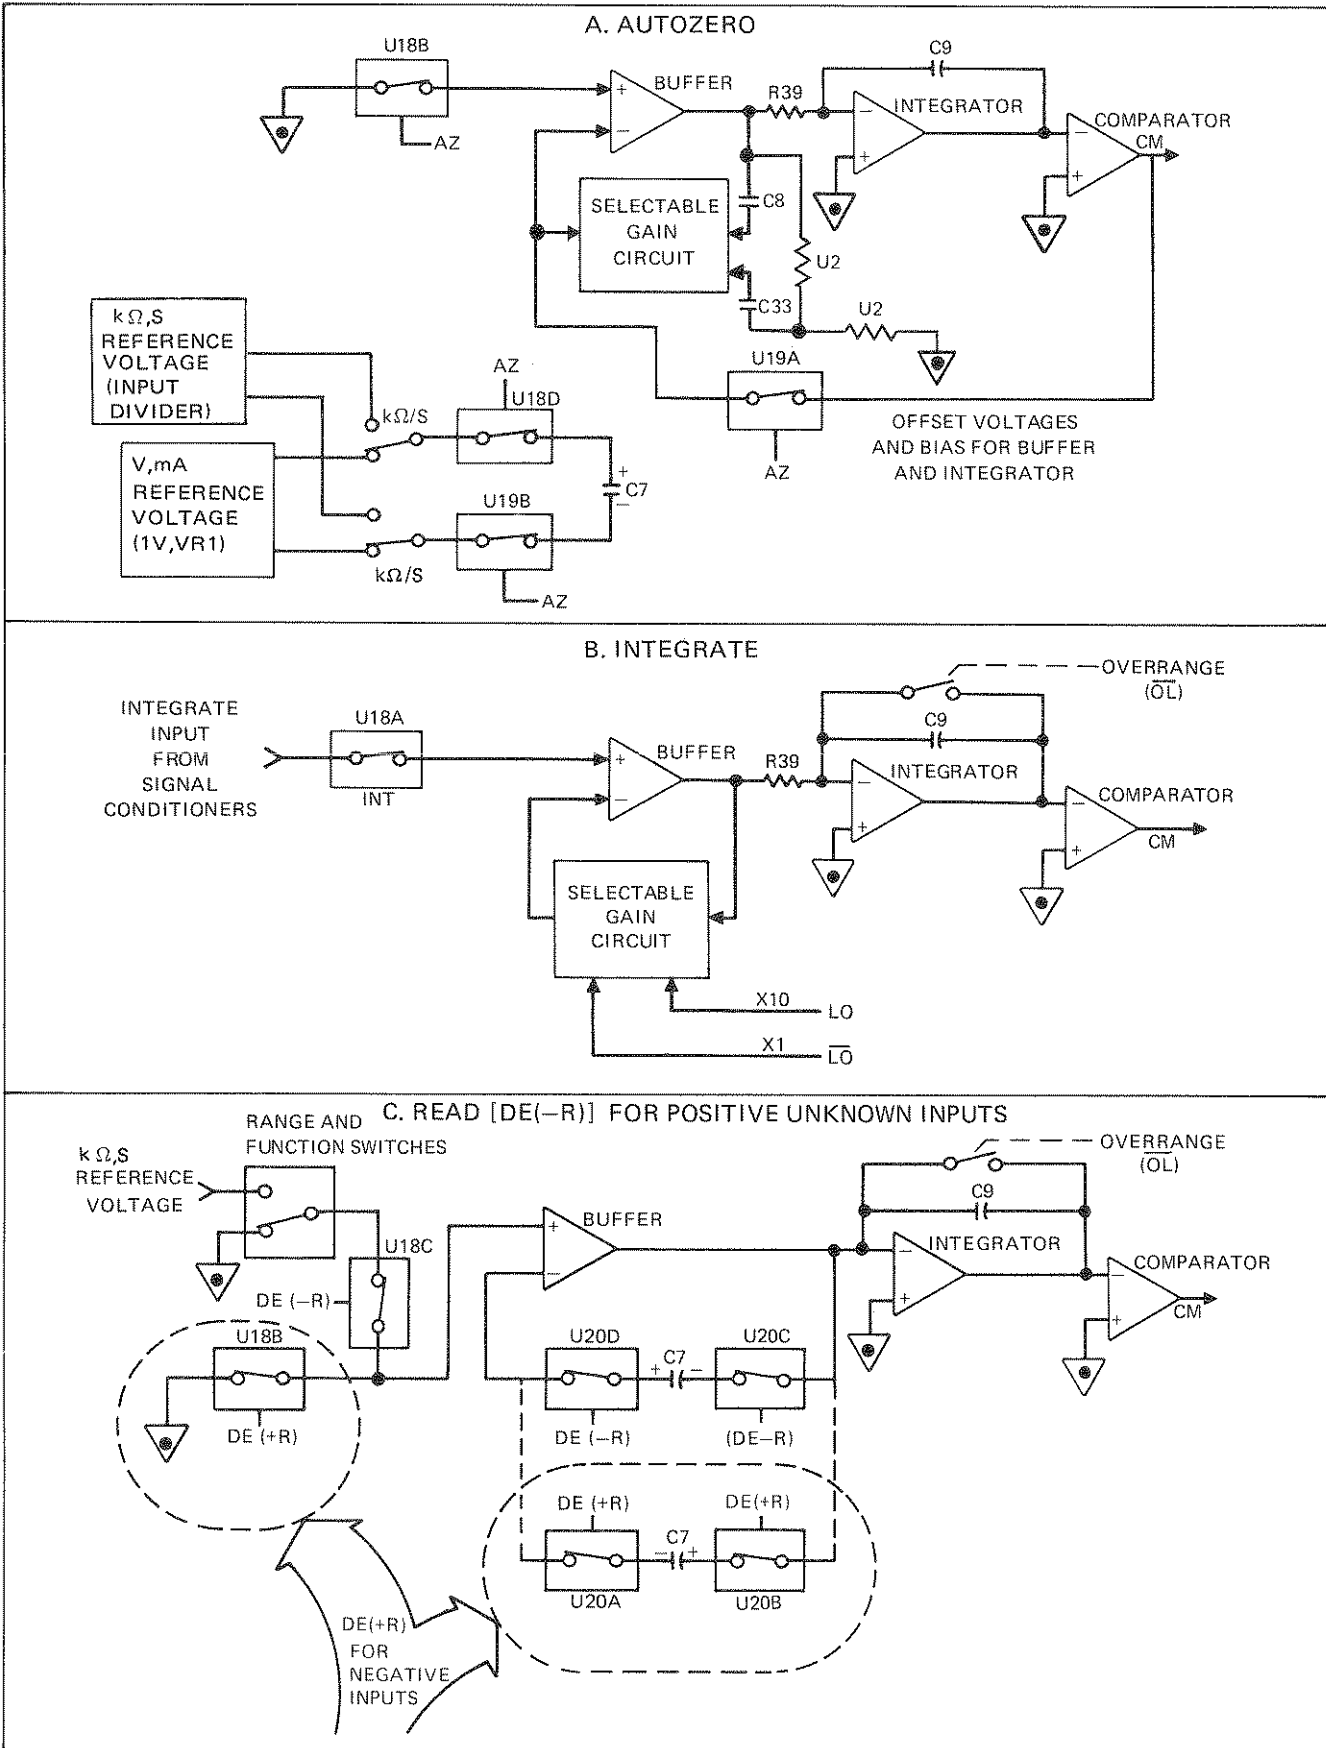 A. AUTOZERO
U18B
AZ
BUFFER
+
−
R39
C9
INTEGRATOR
−
+
COMPARATOR
CM
−
+
SELECTABLE
GAIN
CIRCUIT
C8
U2
C33
U2
kΩ,S
REFERENCE
VOLTAGE
(INPUT
DIVIDER)
V,mA
REFERENCE
VOLTAGE
(1V,VR1)
kΩ/S
kΩ/S
AZ
U18D
+
C7
−
U19B
AZ
U19A
AZ
OFFSET VOLTAGES
AND BIAS FOR BUFFER
AND INTEGRATOR
B. INTEGRATE
INTEGRATE
INPUT
FROM
SIGNAL
CONDITIONERS
U18A
INT
BUFFER
+
−
R39
OVERRANGE
(O̅L̅)
C9
INTEGRATOR
−
+
COMPARATOR
CM
−
+
SELECTABLE
GAIN
CIRCUIT
X10 LO
X1 L̅O̅
C. READ [DE(−R)] FOR POSITIVE UNKNOWN INPUTS
RANGE AND
FUNCTION SWITCHES
kΩ,S
REFERENCE
VOLTAGE
U18C
DE (−R)
U18B
DE (+R)
BUFFER
+
−
OVERRANGE
(O̅L̅)
C9
INTEGRATOR
−
+
COMPARATOR
CM
−
+
U20D
+ C7 −
U20C
DE (−R)
(DE−R)
DE (+R)
DE(+R)
− C7 +
U20A
U20B
DE(+R)
FOR
NEGATIVE
INPUTS